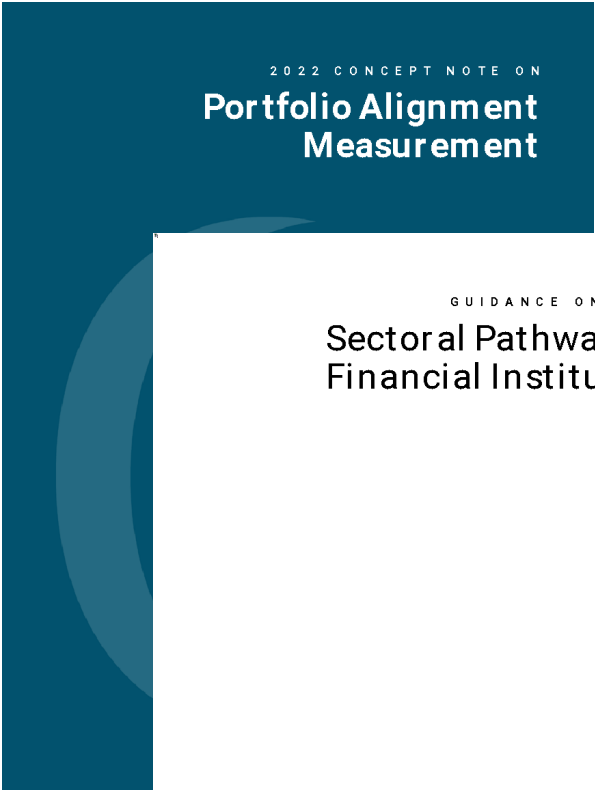 2022 CONCEPT NOTE ON
Portfolio Alignment
Measurement
GUIDANCE ON
Sectoral Pathwa
Financial Institu